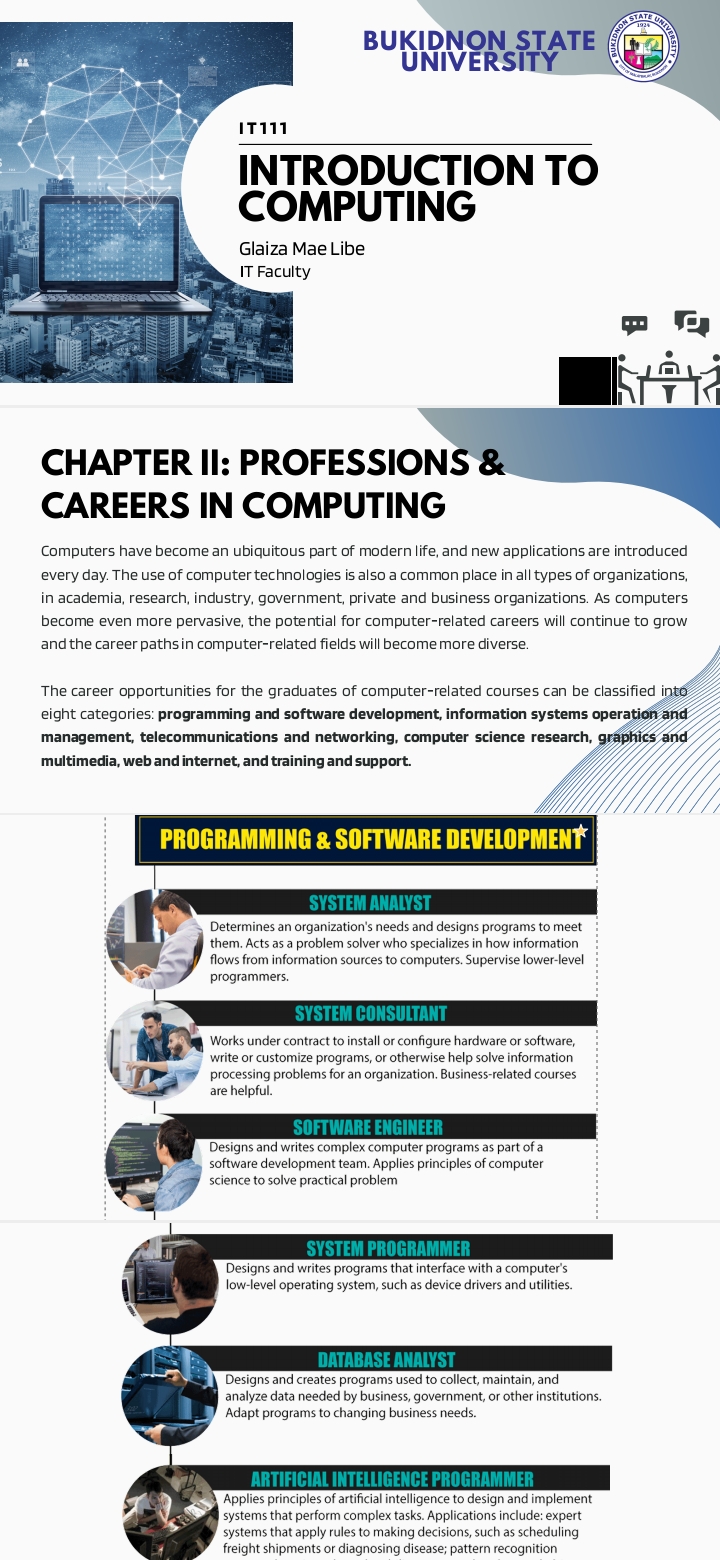 BUKIDNON STATE
UNIVERSITY
BUKIDNON STATE UNIVERSITY
1924
IT111
INTRODUCTION TO
COMPUTING
Glaiza Mae Libe
IT Faculty
CHAPTER II: PROFESSIONS &
CAREERS IN COMPUTING
Computers have become an ubiquitous part of modern life, and new applications are introduced
every day. The use of computer technologies is also a common place in all types of organizations,
in academia, research, industry, government, private and business organizations. As computers
become even more pervasive, the potential for computer-related careers will continue to grow
and the career paths in computer-related fields will become more diverse.
The career opportunities for the graduates of computer-related courses can be classified into
eight categories: programming and software development, information systems operation and
management, telecommunications and networking, computer science research, graphics and
multimedia, web and internet, and training and support.
PROGRAMMING & SOFTWARE DEVELOPMENT
SYSTEM ANALYST
Determines an organization's needs and designs programs to meet
them. Acts as a problem solver who specializes in how information
flows from information sources to computers. Supervise lower-level
programmers.
SYSTEM CONSULTANT
Works under contract to install or configure hardware or software,
write or customize programs, or otherwise help solve information
processing problems for an organization. Business-related courses
are helpful.
SOFTWARE ENGINEER
Designs and writes complex computer programs as part of a
software development team. Applies principles of computer
science to solve practical problem
SYSTEM PROGRAMMER
Designs and writes programs that interface with a computer's
low-level operating system, such as device drivers and utilities.
DATABASE ANALYST
Designs and creates programs used to collect, maintain, and
analyze data needed by business, government, or other institutions.
Adapt programs to changing business needs.
ARTIFICIAL INTELLIGENCE PROGRAMMER
Applies principles of artificial intelligence to design and implement
systems that perform complex tasks. Applications include: expert
systems that apply rules to making decisions, such as scheduling
freight shipments or diagnosing disease; pattern recognition